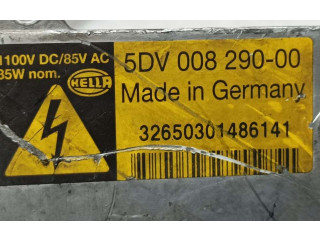 1100V DC/85V AC
35W nom.
HELLA
5DV 008 290-00
Made in Germany
32650301486141